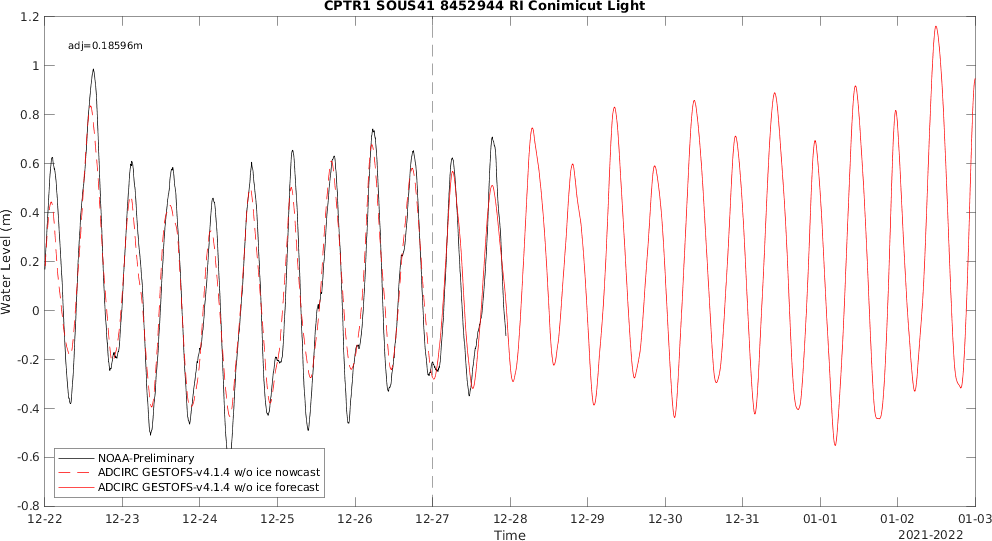 CPTR1 SOUS41 8452944 RI Conimicut Light
adj=0.18596m
1.2
1
0.8
0.6
0.4
0.2
0
-0.2
-0.4
-0.6
-0.8
Water Level (m)
NOAA-Preliminary
ADCIRC GESTOFS-v4.1.4 w/o ice nowcast
ADCIRC GESTOFS-v4.1.4 w/o ice forecast
12-22 12-23 12-24 12-25 12-26 12-27 12-28 12-29 12-30 12-31 01-01 01-02 01-03
Time
2021-2022